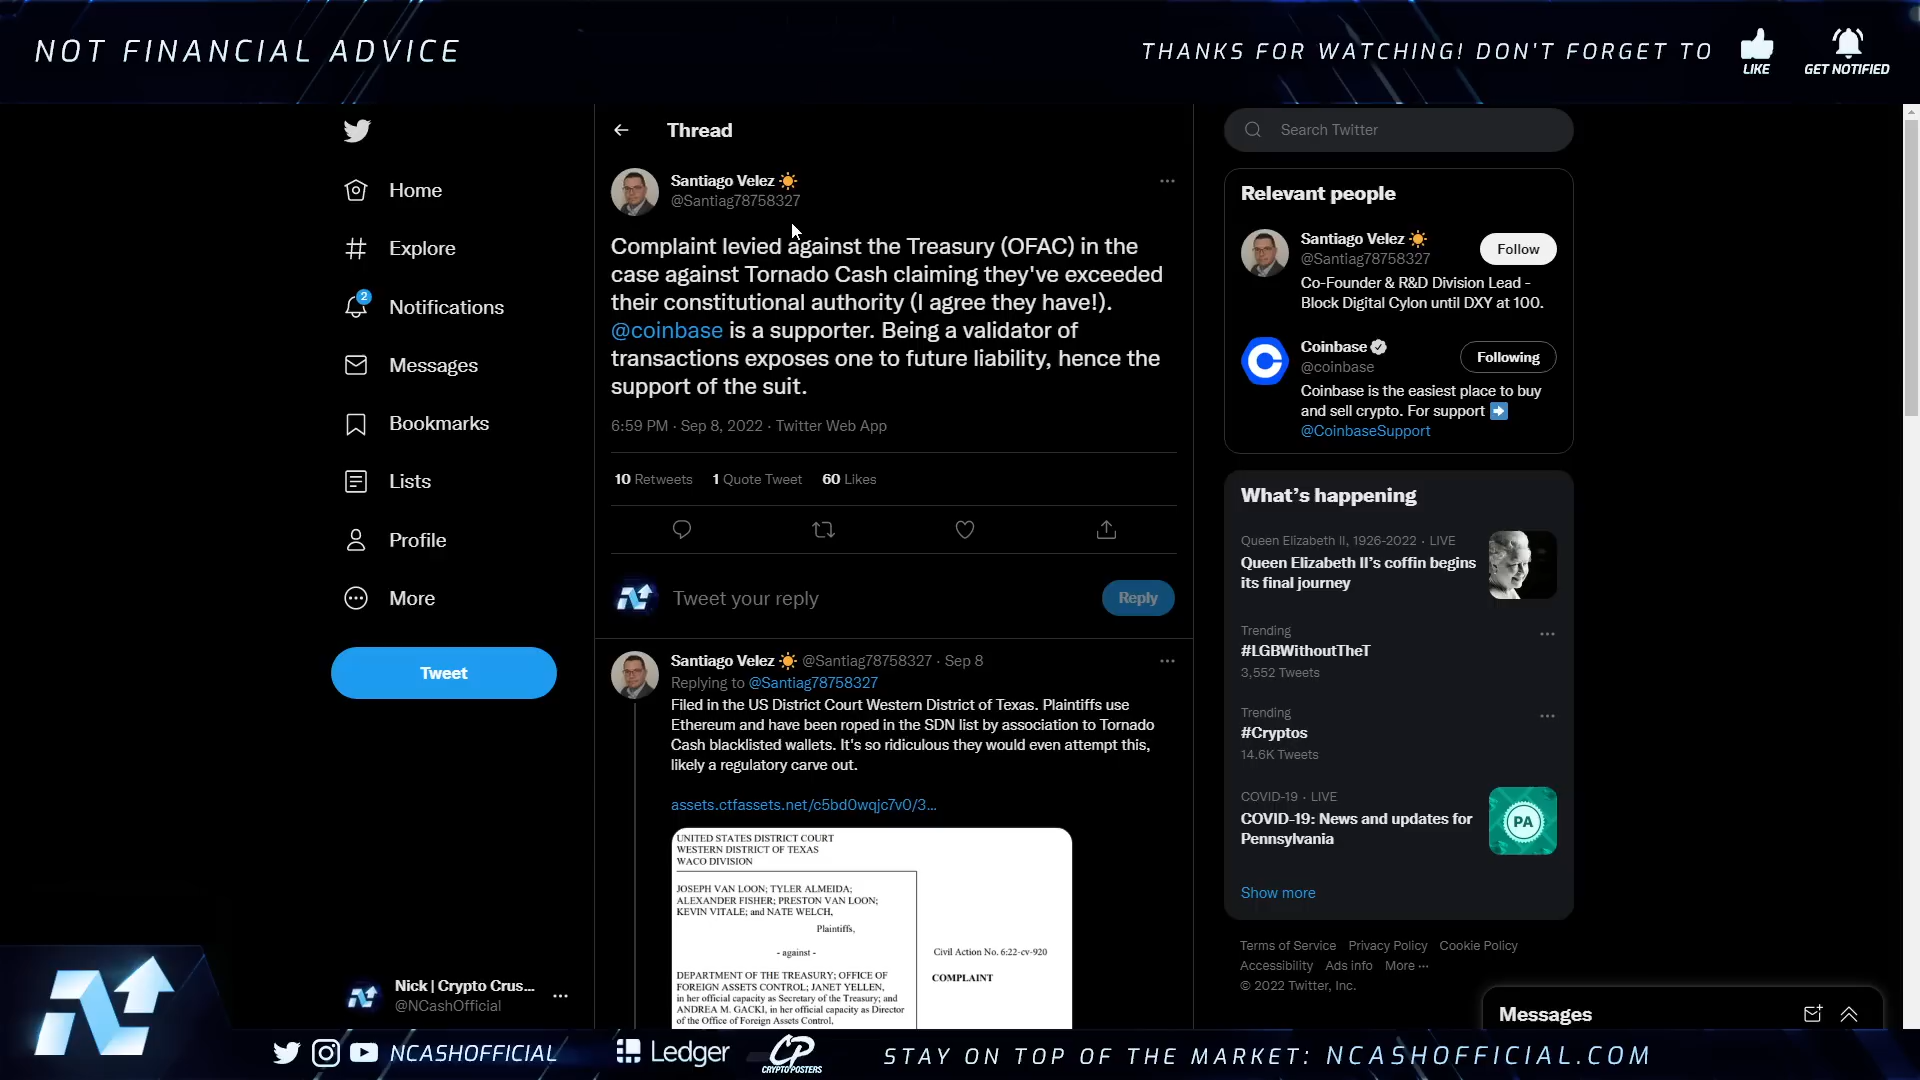 NOT FINANCIAL ADVICE
THANKS FOR WATCHING! DON'T FORGET TO
LIKE
GET NOTIFIED
Home
Explore
2
Notifications
Messages
Bookmarks
Lists
Profile
More
Tweet
Nick | Crypto Crus...
@NCashOfficial
Thread
Santiago Velez
@Santiag78758327
Complaint levied against the Treasury (OFAC) in the
case against Tornado Cash claiming they've exceeded
their constitutional authority (I agree they have!).
@coinbase is a supporter. Being a validator of
transactions exposes one to future liability, hence the
support of the suit.
6:59 PM · Sep 8, 2022 · Twitter Web App
10 Retweets 1 Quote Tweet 60 Likes
Tweet your reply
Reply
Santiago Velez @Santiag78758327 · Sep 8
Replying to @Santiag78758327
Filed in the US District Court Western District of Texas. Plaintiffs use
Ethereum and have been roped in the SDN list by association to Tornado
Cash blacklisted wallets. It's so ridiculous they would even attempt this,
likely a regulatory carve out.
assets.ctfassets.net/c5bd0wqjc7v0/3...
UNITED STATES DISTRICT COURT
WESTERN DISTRICT OF TEXAS
WACO DIVISION
JOSEPH VAN LOON; TYLER ALMEIDA;
ALEXANDER FISHER; PRESTON VAN LOON;
KEVIN VITALE; and NATE WELCH,
Plaintiffs,
- against -
Civil Action No. 6:22-cv-920
COMPLAINT
DEPARTMENT OF THE TREASURY; OFFICE OF
FOREIGN ASSETS CONTROL; JANET YELLEN,
in her official capacity as Secretary of the Treasury; and
ANDREA M. GACKI, in her official capacity as Director
of the Office of Foreign Assets Control,
Search Twitter
Relevant people
Santiago Velez
@Santiag78758327
Follow
Co-Founder & R&D Division Lead -
Block Digital Cylon until DXY at 100.
Coinbase
@coinbase
Following
Coinbase is the easiest place to buy
and sell crypto. For support
@CoinbaseSupport
What's happening
Queen Elizabeth II, 1926-2022 · LIVE
Queen Elizabeth II's coffin begins
its final journey
Trending
#LGBWithoutTheT
3,552 Tweets
Trending
#Cryptos
14.6K Tweets
COVID-19 · LIVE
COVID-19: News and updates for
Pennsylvania
PA
Show more
Terms of Service Privacy Policy Cookie Policy
Accessibility Ads info More ···
© 2022 Twitter, Inc.
Messages
NCASHOFFICIAL
Ledger
CP
CRYPTOPOSTERS
STAY ON TOP OF THE MARKET: NCASHOFFICIAL.COM